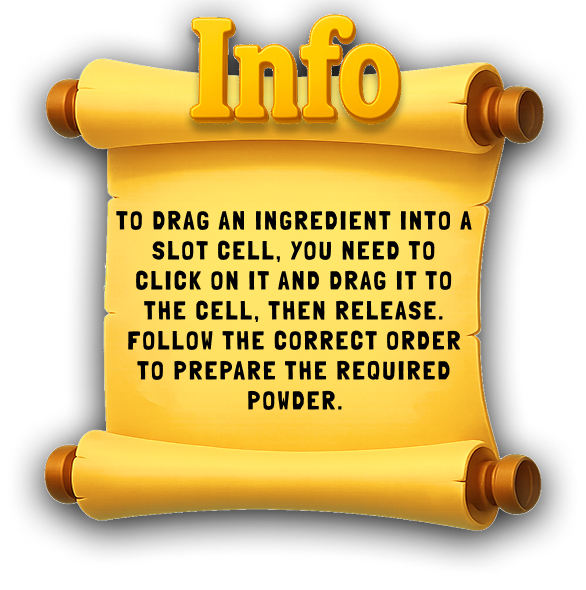 Info
TO DRAG AN INGREDIENT INTO A
SLOT CELL, YOU NEED TO
CLICK ON IT AND DRAG IT TO
THE CELL, THEN RELEASE.
FOLLOW THE CORRECT ORDER
TO PREPARE THE REQUIRED
POWDER.